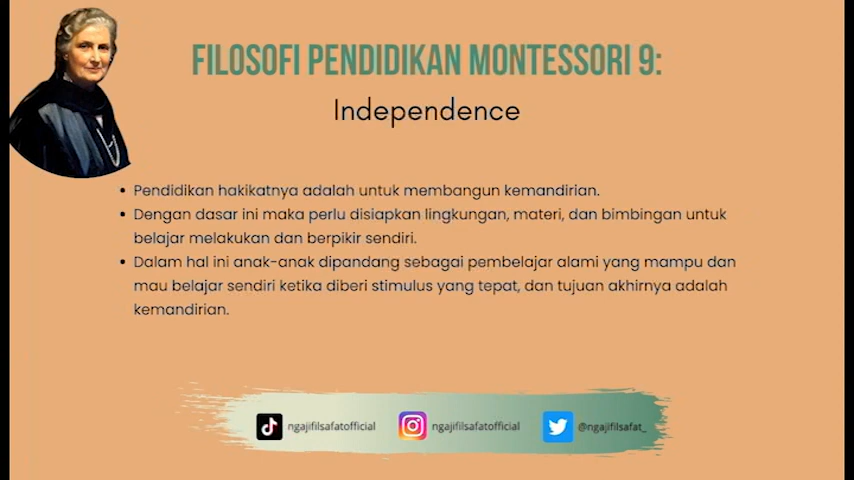 FILOSOFI PENDIDIKAN MONTESSORI 9:
Independence
• Pendidikan hakikatnya adalah untuk membangun kemandirian.
• Dengan dasar ini maka perlu disiapkan lingkungan, materi, dan bimbingan untuk
belajar melakukan dan berpikir sendiri.
• Dalam hal ini anak-anak dipandang sebagai pembelajar alami yang mampu dan
mau belajar sendiri ketika diberi stimulus yang tepat, dan tujuan akhirnya adalah
kemandirian.
ngajifilsafatofficial ngajifilsafatofficial @ngajifilsafat_